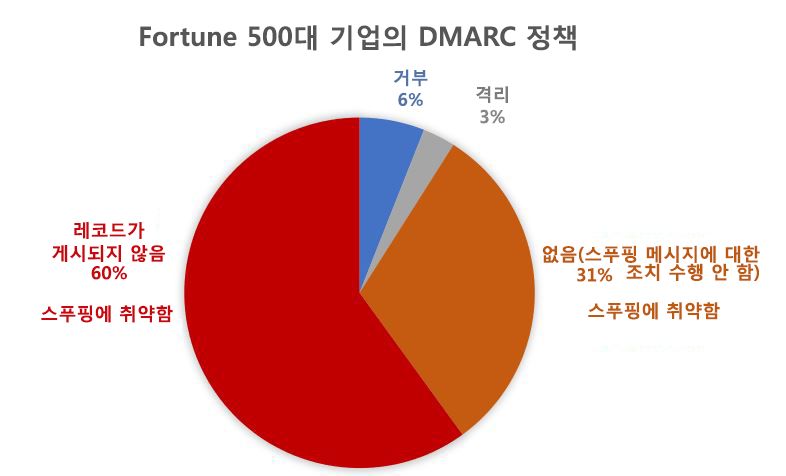 Fortune 500대 기업의 DMARC 정책
거부
6%
격리
3%
레코드가
게시되지 않음
60%
스푸핑에 취약함
없음(스푸핑 메시지에 대한
31% 조치 수행 안 함)
스푸핑에 취약함